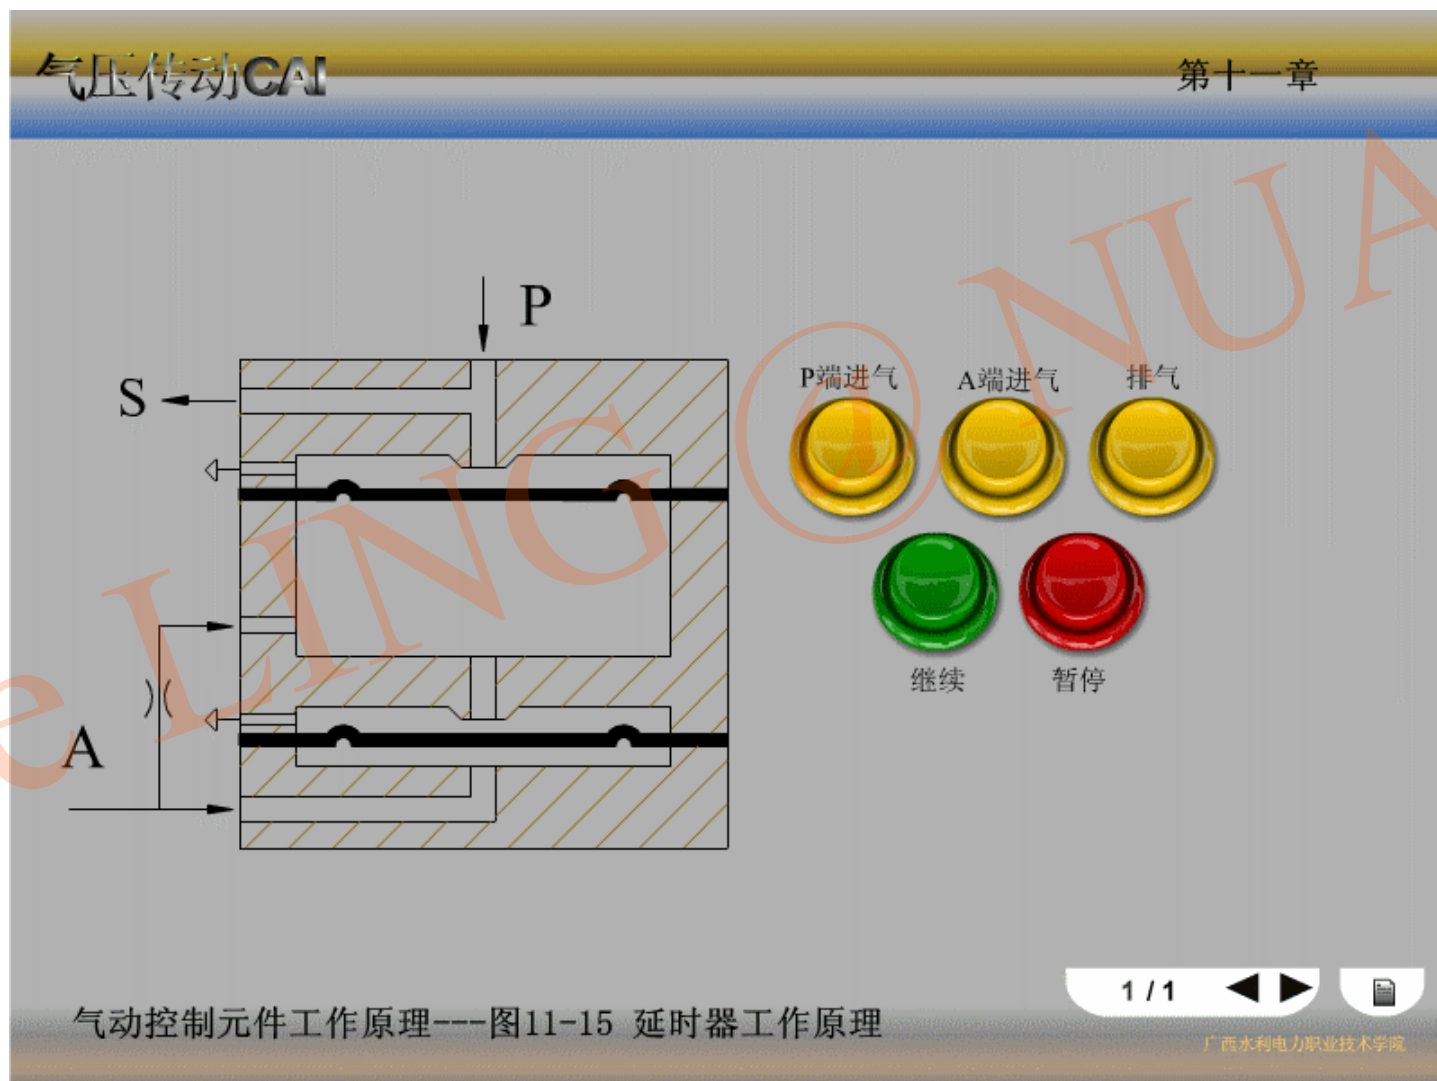 气压传动CAI
第十一章
P
S
P端进气
A端进气
排气
继续
暂停
A
1/1
气动控制元件工作原理---图11-15 延时器工作原理
广西水利电力职业技术学院
e LING @ NUA